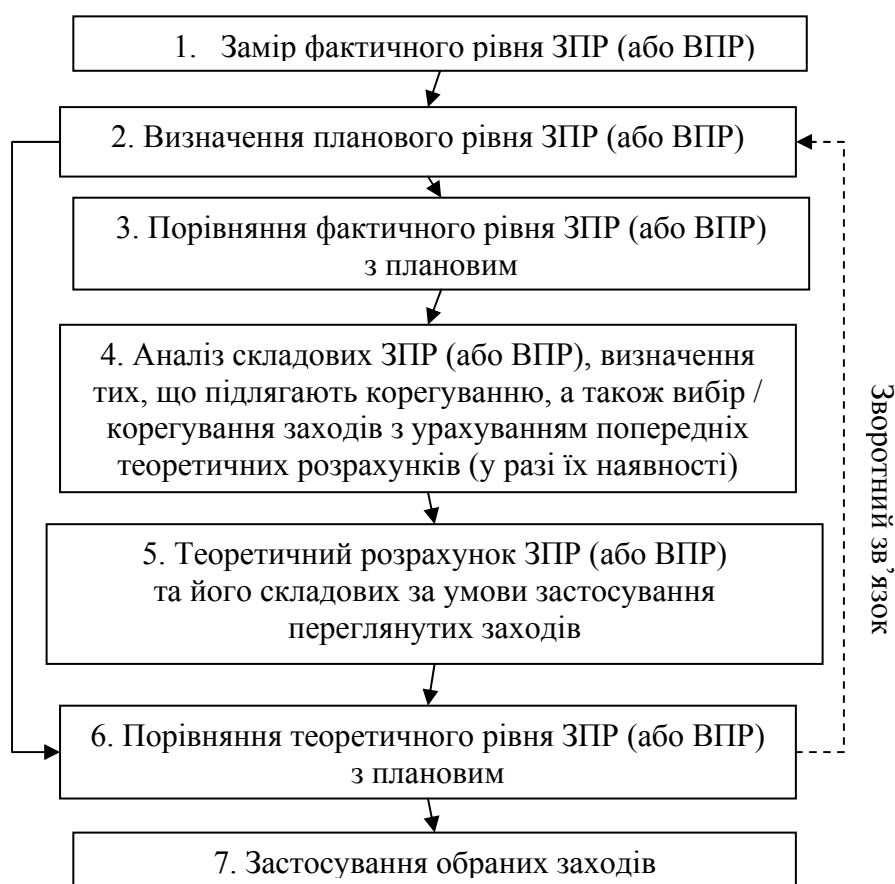 1. Замір фактичного рівня ЗПР (або ВПР)
2. Визначення планового рівня ЗПР (або ВПР)
3. Порівняння фактичного рівня ЗПР (або ВПР)
з плановим
4. Аналіз складових ЗПР (або ВПР), визначення
тих, що підлягають корегуванню, а також вибір /
корегування заходів з урахуванням попередніх
теоретичних розрахунків (у разі їх наявності)
5. Теоретичний розрахунок ЗПР (або ВПР)
та його складових за умови застосування
переглянутих заходів
6. Порівняння теоретичного рівня ЗПР (або ВПР)
з плановим
7. Застосування обраних заходів
Зворотний зв’язок